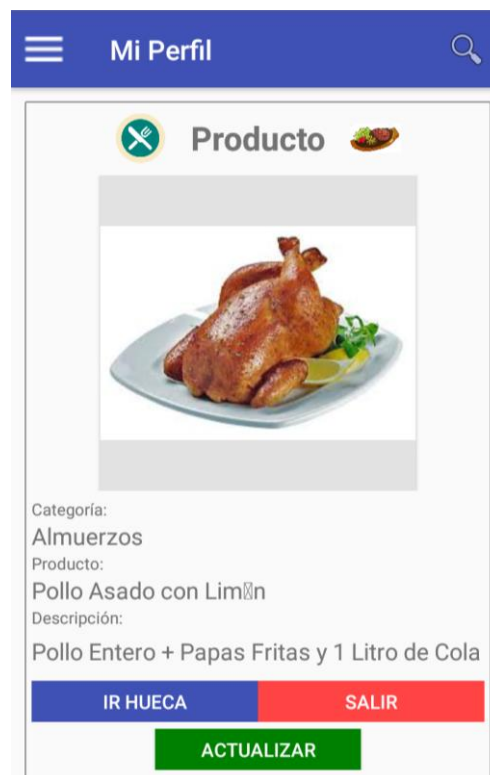 Mi Perfil
Producto
Categoría:
Almuerzos
Producto:
Pollo Asado con Lim▯n
Descripción:
Pollo Entero + Papas Fritas y 1 Litro de Cola
IR HUECA
SALIR
ACTUALIZAR